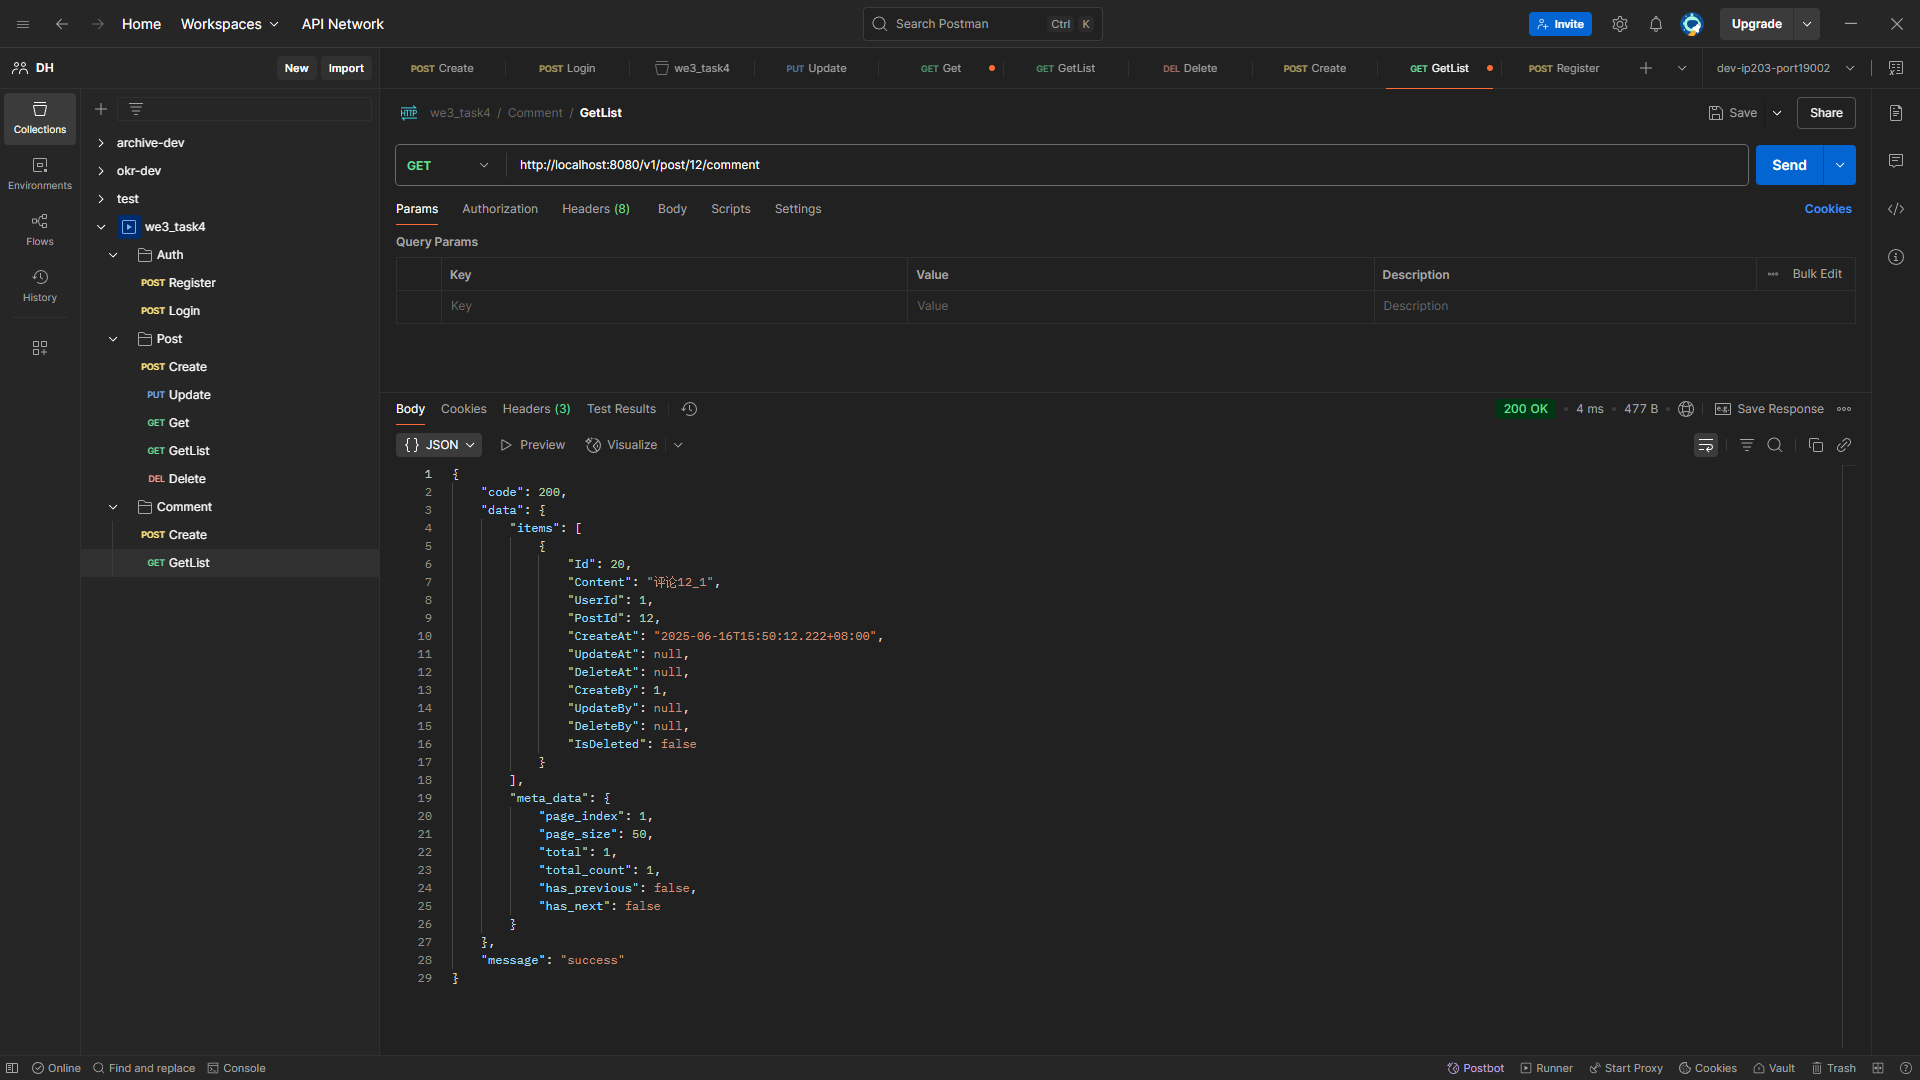 Home Workspaces API Network Search Postman Ctrl K Invite Upgrade
DH New Import POST Create POST Login we3_task4 PUT Update GET Get GET GetList DEL Delete POST Create GET GetList POST Register dev-ip203-port19002
Collections
Environments
Flows
History
archive-dev
okr-dev
test
we3_task4
Auth
POST Register
POST Login
Post
POST Create
PUT Update
GET Get
GET GetList
DEL Delete
Comment
POST Create
GET GetList
HTTP we3_task4 / Comment / GetList Save Share
GET http://localhost:8080/v1/post/12/comment Send
Params Authorization Headers (8) Body Scripts Settings Cookies
Query Params
Key Value Description Bulk Edit
Key Value Description
Body Cookies Headers (3) Test Results 200 OK • 4 ms • 477 B • e.g. Save Response
{} JSON Preview Visualize
1 {
2 "code": 200,
3 "data": {
4 "items": [
5 {
6 "Id": 20,
7 "Content": "评论12_1",
8 "UserId": 1,
9 "PostId": 12,
10 "CreateAt": "2025-06-16T15:50:12.222+08:00",
11 "UpdateAt": null,
12 "DeleteAt": null,
13 "CreateBy": 1,
14 "UpdateBy": null,
15 "DeleteBy": null,
16 "IsDeleted": false
17 }
18 ],
19 "meta_data": {
20 "page_index": 1,
21 "page_size": 50,
22 "total": 1,
23 "total_count": 1,
24 "has_previous": false,
25 "has_next": false
26 }
27 },
28 "message": "success"
29 }
Online Find and replace Console Postbot Runner Start Proxy Cookies Vault Trash